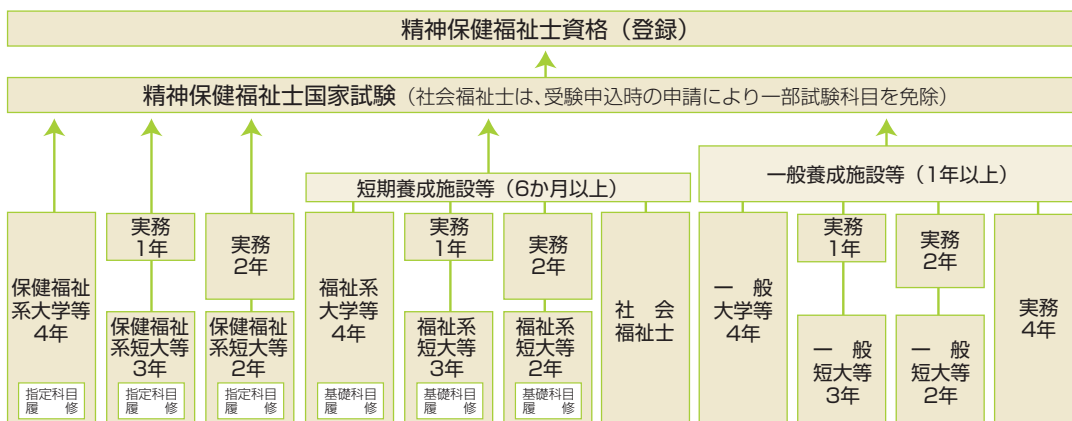 精神保健福祉士資格（登録）
精神保健福祉士国家試験（社会福祉士は、受験申込時の申請により一部試験科目を免除）
短期養成施設等（6か月以上）
一般養成施設等（1年以上）
保健福祉
系大学等
4年
指定科目
履　修
実務
1年
保健福祉
系短大等
3年
指定科目
履　修
実務
2年
保健福祉
系短大等
2年
指定科目
履　修
福祉系
大学等
4年
基礎科目
履　修
実務
1年
福祉系
短大等
3年
基礎科目
履　修
実務
2年
福祉系
短大等
2年
基礎科目
履　修
社　会
福祉士
一　般
大学等
4年
実務
1年
一　般
短大等
3年
実務
2年
一　般
短大等
2年
実務
4年